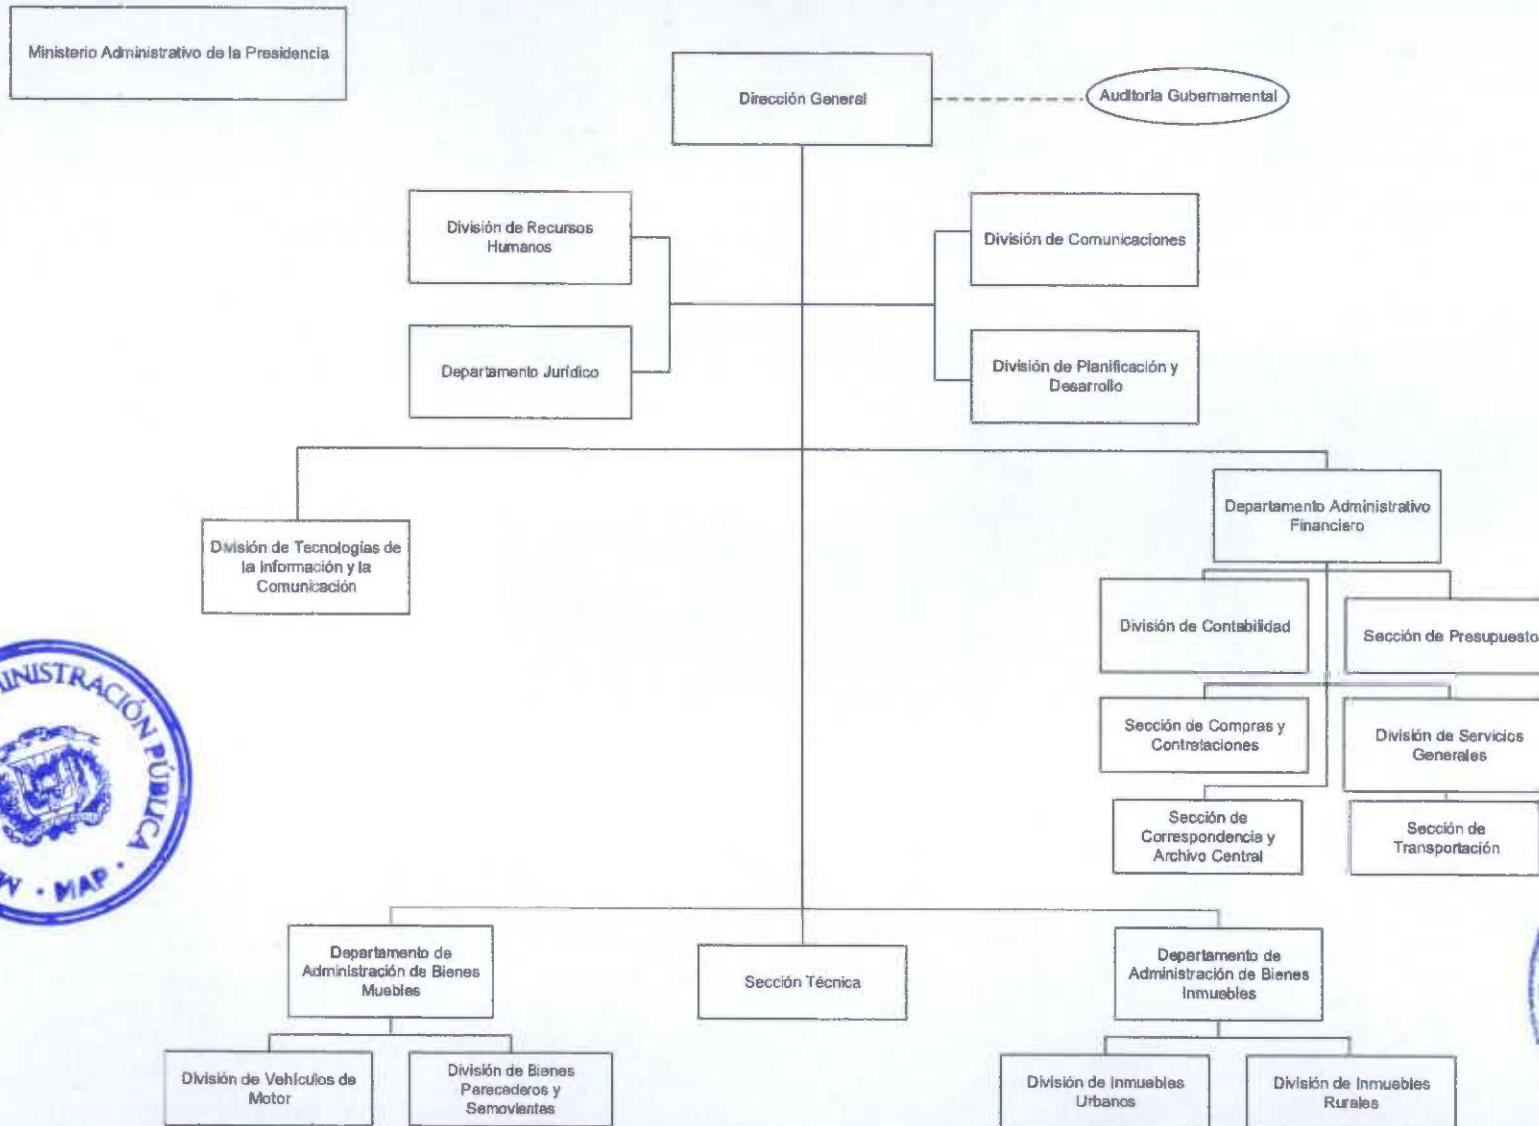 Ministerio Administrativo de la Presidencia
Dirección General
Auditoría Gubernamental
División de Recursos
Humanos
División de Comunicaciones
Departamento Jurídico
División de Planificación y
Desarrollo
Departamento Administrativo
Financiero
División de Tecnologías de
la Información y la
Comunicación
División de Contabilidad
Sección de Presupuesto
Sección de Compras y
Contrataciones
División de Servicios
Generales
Sección de
Correspondencia y
Archivo Central
Sección de
Transportación
MINISTRACIÓN PÚBLICA · MAP ·
Departamento de
Administración de Bienes
Muebles
Sección Técnica
Departamento de
Administración de Bienes
Inmuebles
División de Vehículos de
Motor
División de Bienes
Perecederos y
Semovientes
División de Inmuebles
Urbanos
División de Inmuebles
Rurales